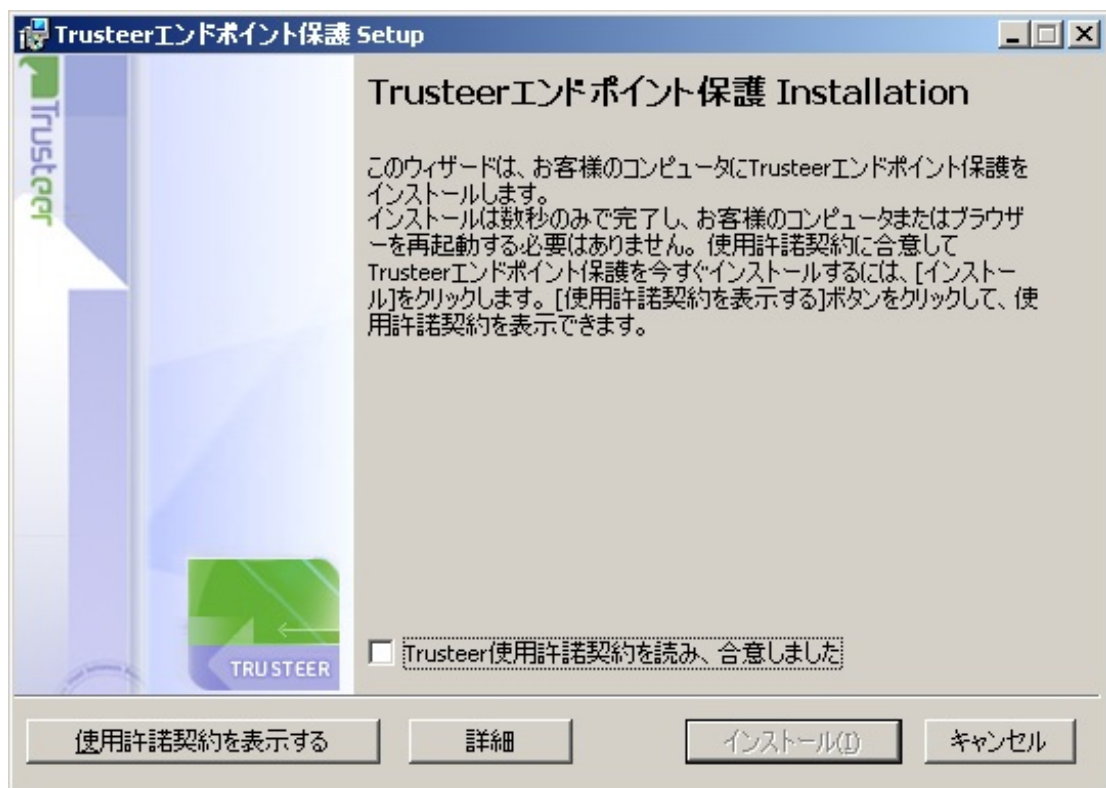 Trusteerエンドポイント保護 Setup
Trusteer
Trusteerエンドポイント保護 Installation
このウィザードは、お客様のコンピュータにTrusteerエンドポイント保護を
インストールします。
インストールは数秒のみで完了し、お客様のコンピュータまたはブラウザ
ーを再起動する必要はありません。使用許諾契約に合意して
Trusteerエンドポイント保護を今すぐインストールするには、[インストー
ル]をクリックします。[使用許諾契約を表示する]ボタンをクリックして、使
用許諾契約を表示できます。
TRUSTEER
Trusteer使用許諾契約を読み、合意しました
使用許諾契約を表示する
詳細
インストール(I)
キャンセル